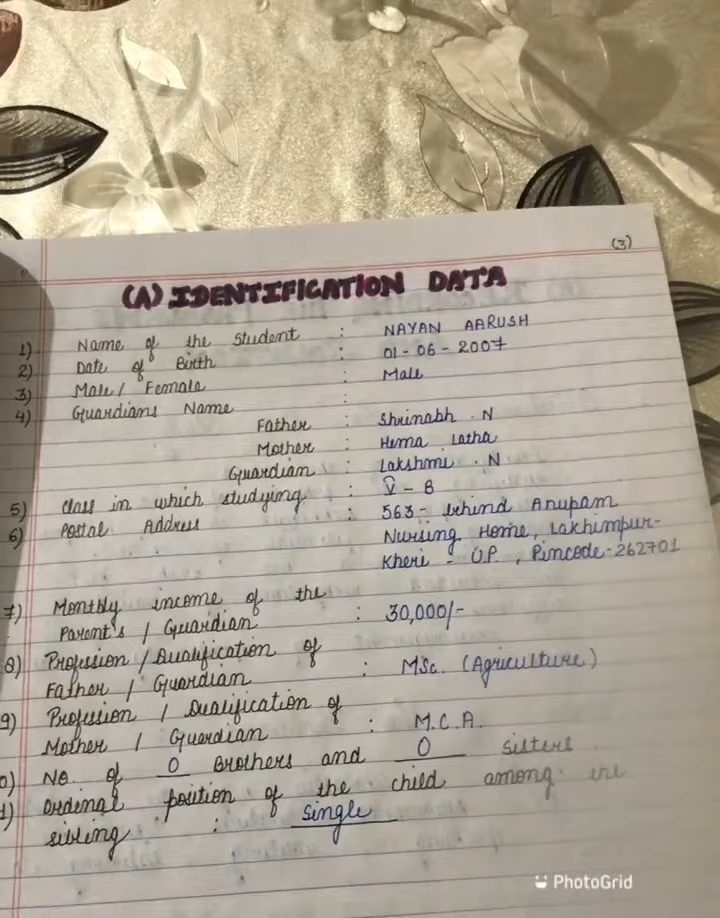 (3)
(A) IDENTIFICATION DATA
1) Name of the Student : NAYAN AARUSH
2) Date of Birth : 01-06-2007
3) Male / Female : Male
4) Guardians Name
Father : Shrinabh . N
Mother : Hema Latha
Guardian : Lakshmi . N
5) Class in which studying : V - B
6) Postal Address : 563- behind Anupam
Nursing Home, Lakhimpur-
Kheri - U.P. , Pincode-262701
7) Monthly income of the
Parent's / Guardian : 30,000/-
8) Profession / Qualification of
Father / Guardian : MSc. (Agriculture)
9) Profession / Qualification of
Mother / Guardian : M.C.A.
0) No. of 0 Brothers and 0 sisters
1) Ordinal position of the child among the
sibling : single
PhotoGrid